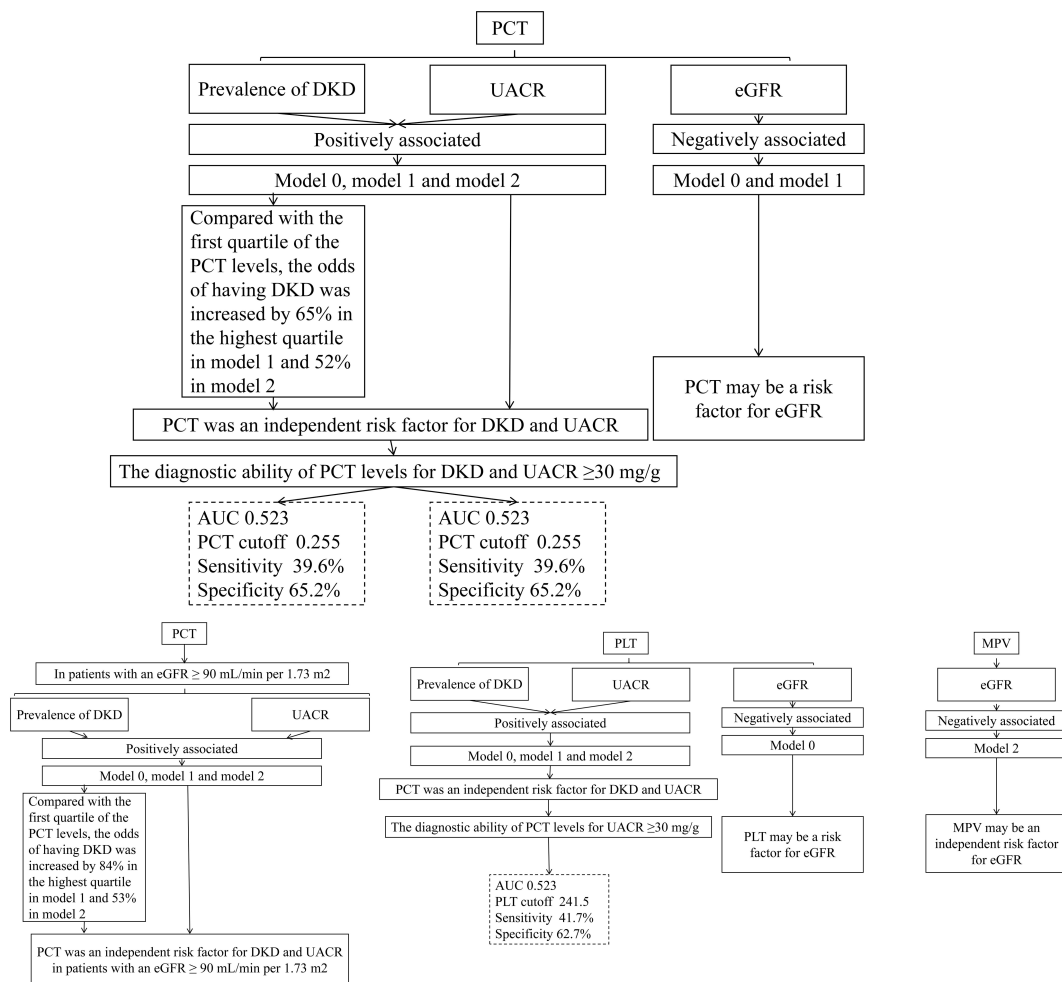 PCT
Prevalence of DKD
UACR
eGFR
Positively associated
Negatively associated
Model 0, model 1 and model 2
Model 0 and model 1
Compared with the
first quartile of the
PCT levels, the odds
of having DKD was
increased by 65% in
the highest quartile
in model 1 and 52%
in model 2
PCT may be a risk
factor for eGFR
PCT was an independent risk factor for DKD and UACR
The diagnostic ability of PCT levels for DKD and UACR ≥30 mg/g
AUC 0.523
PCT cutoff 0.255
Sensitivity 39.6%
Specificity 65.2%
AUC 0.523
PCT cutoff 0.255
Sensitivity 39.6%
Specificity 65.2%
PCT
In patients with an eGFR ≥ 90 mL/min per 1.73 m2
Prevalence of DKD
UACR
Positively associated
Model 0, model 1 and model 2
Compared with the
first quartile of the
PCT levels, the odds
of having DKD was
increased by 84% in
the highest quartile
in model 1 and 53%
in model 2
PCT was an independent risk factor for DKD and UACR
in patients with an eGFR ≥ 90 mL/min per 1.73 m2
PLT
Prevalence of DKD
UACR
eGFR
Positively associated
Negatively associated
Model 0, model 1 and model 2
Model 0
PCT was an independent risk factor for DKD and UACR
The diagnostic ability of PCT levels for UACR ≥30 mg/g
PLT may be a risk
factor for eGFR
AUC 0.523
PLT cutoff 241.5
Sensitivity 41.7%
Specificity 62.7%
MPV
eGFR
Negatively associated
Model 2
MPV may be an
independent risk factor
for eGFR